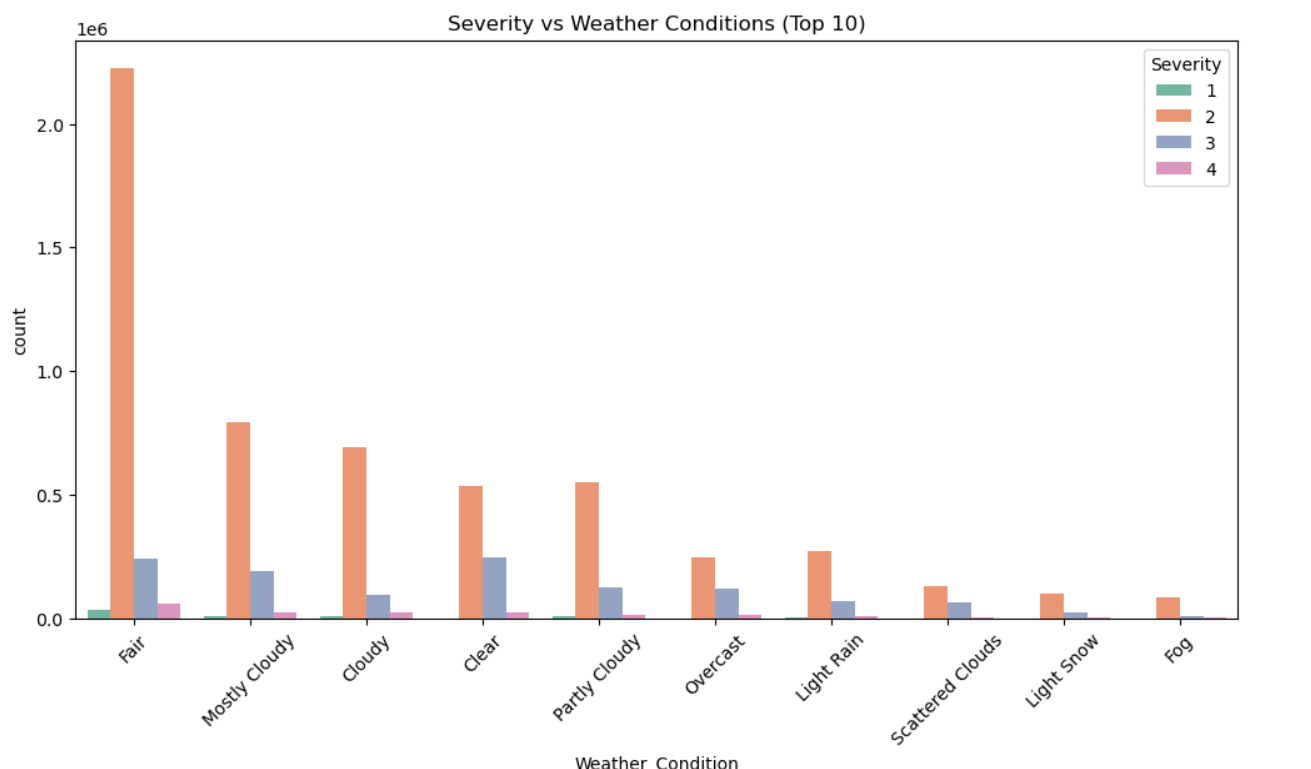 Severity vs Weather Conditions (Top 10)
1e6
Severity
1
2
3
4
2.0
1.5
1.0
0.5
0.0
count
Fair
Mostly Cloudy
Cloudy
Clear
Partly Cloudy
Overcast
Light Rain
Scattered Clouds
Light Snow
Fog
Weather_Condition